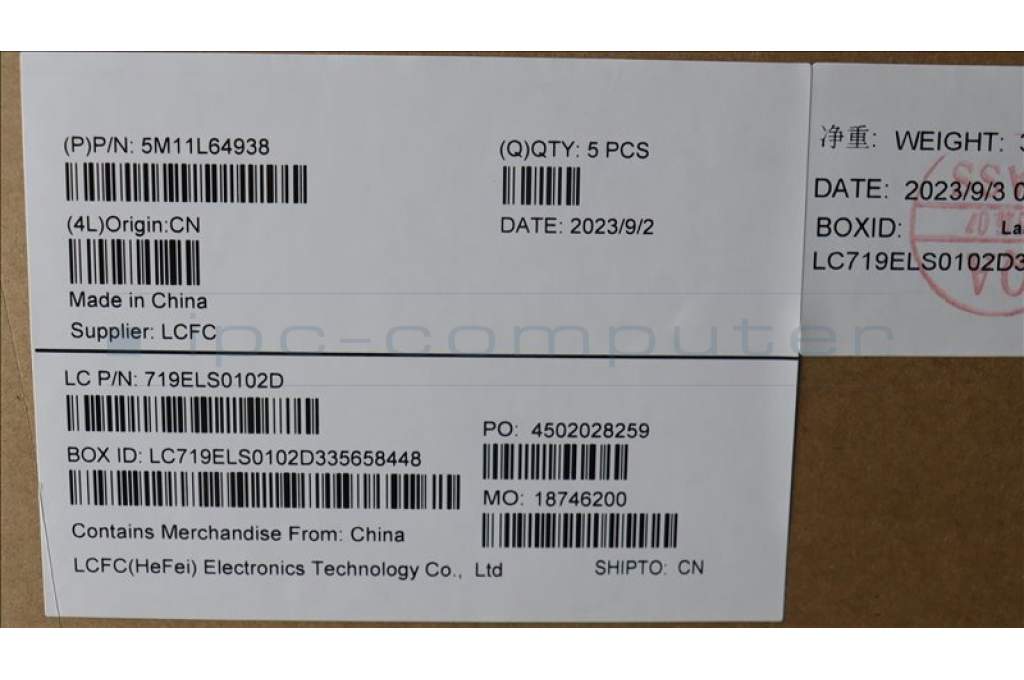 (P)P/N: 5M11L64938
(Q)QTY: 5 PCS
(4L)Origin:CN
DATE: 2023/9/2
Made in China
Supplier: LCFC
LC P/N: 719ELS0102D
PO: 4502028259
BOX ID: LC719ELS0102D335658448
MO: 18746200
Contains Merchandise From: China
LCFC(HeFei) Electronics Technology Co., Ltd
SHIPTO: CN
净重: WEIGHT:
DATE: 2023/9/3
BOXID:
LC719ELS0102D3
ipc-computer